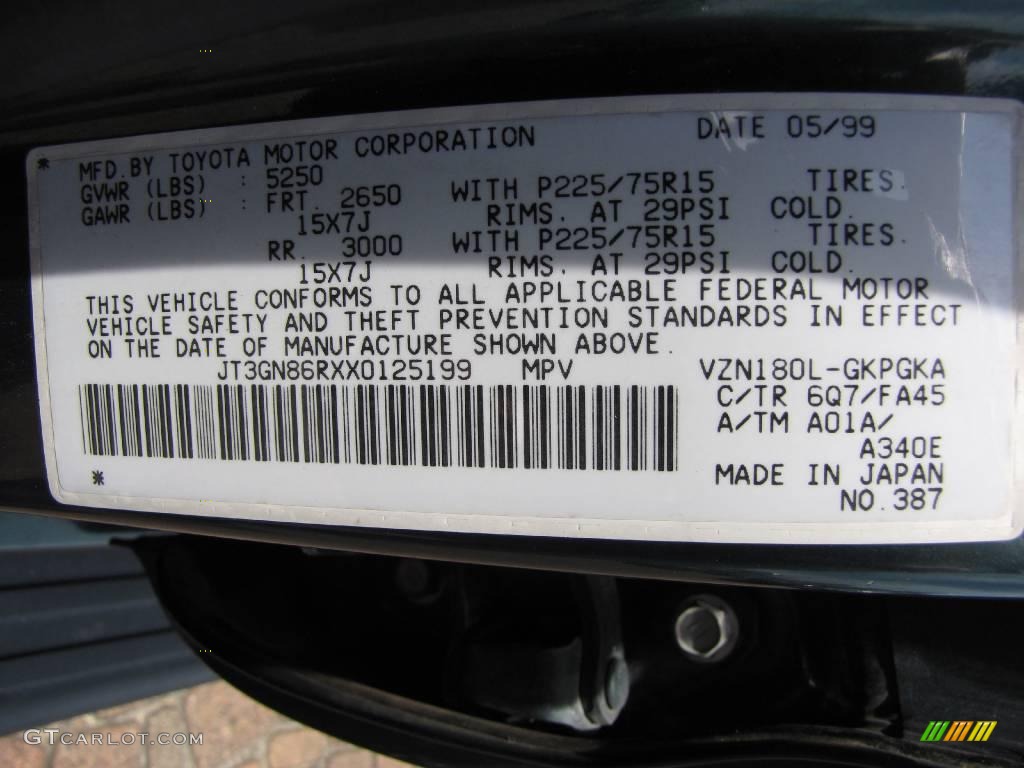 * MFD.BY TOYOTA MOTOR CORPORATION DATE 05/99
GVWR (LBS) : 5250
GAWR (LBS) : FRT. 2650 WITH P225/75R15 TIRES.
15X7J RIMS. AT 29PSI COLD.
RR. 3000 WITH P225/75R15 TIRES.
15X7J RIMS. AT 29PSI COLD.
THIS VEHICLE CONFORMS TO ALL APPLICABLE FEDERAL MOTOR
VEHICLE SAFETY AND THEFT PREVENTION STANDARDS IN EFFECT
ON THE DATE OF MANUFACTURE SHOWN ABOVE.
JT3GN86RXX0125199 MPV VZN180L-GKPGKA
C/TR 6Q7/FA45
A/TM A01A/
A340E
* MADE IN JAPAN
NO.387
GTCARLOT.COM